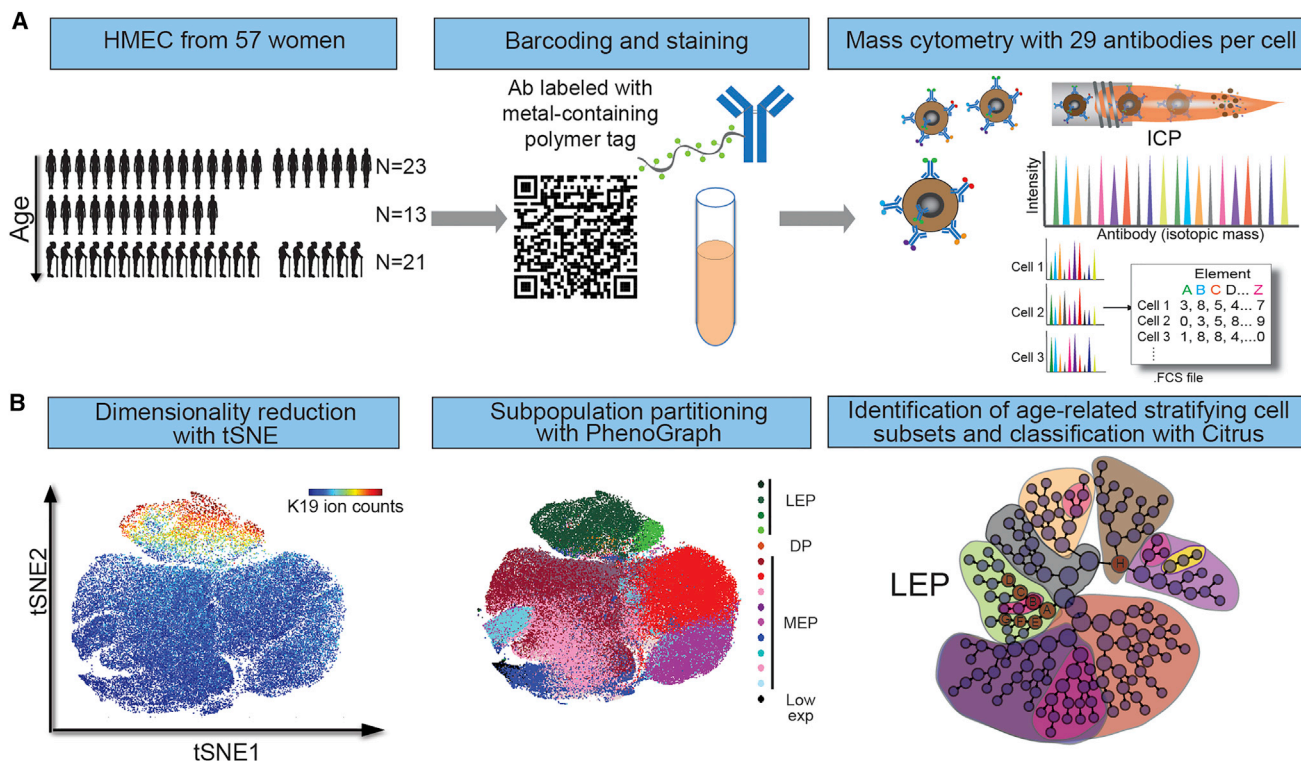 A
HMEC from 57 women
Barcoding and staining
Mass cytometry with 29 antibodies per cell
Age
N=23
N=13
N=21
Ab labeled with
metal-containing
polymer tag
ICP
Intensity
Antibody (isotopic mass)
Cell 1
Cell 2
Cell 3
Element
A B C D... Z
Cell 1 3, 8, 5, 4... 7
Cell 2 0, 3, 5, 8... 9
Cell 3 1, 8, 8, 4,...0
.FCS file
B
Dimensionality reduction
with tSNE
Subpopulation partitioning
with PhenoGraph
Identification of age-related stratifying cell
subsets and classification with Citrus
K19 ion counts
tSNE2
tSNE1
LEP
DP
MEP
Low
exp
LEP
H
D
C
B
A
G F E